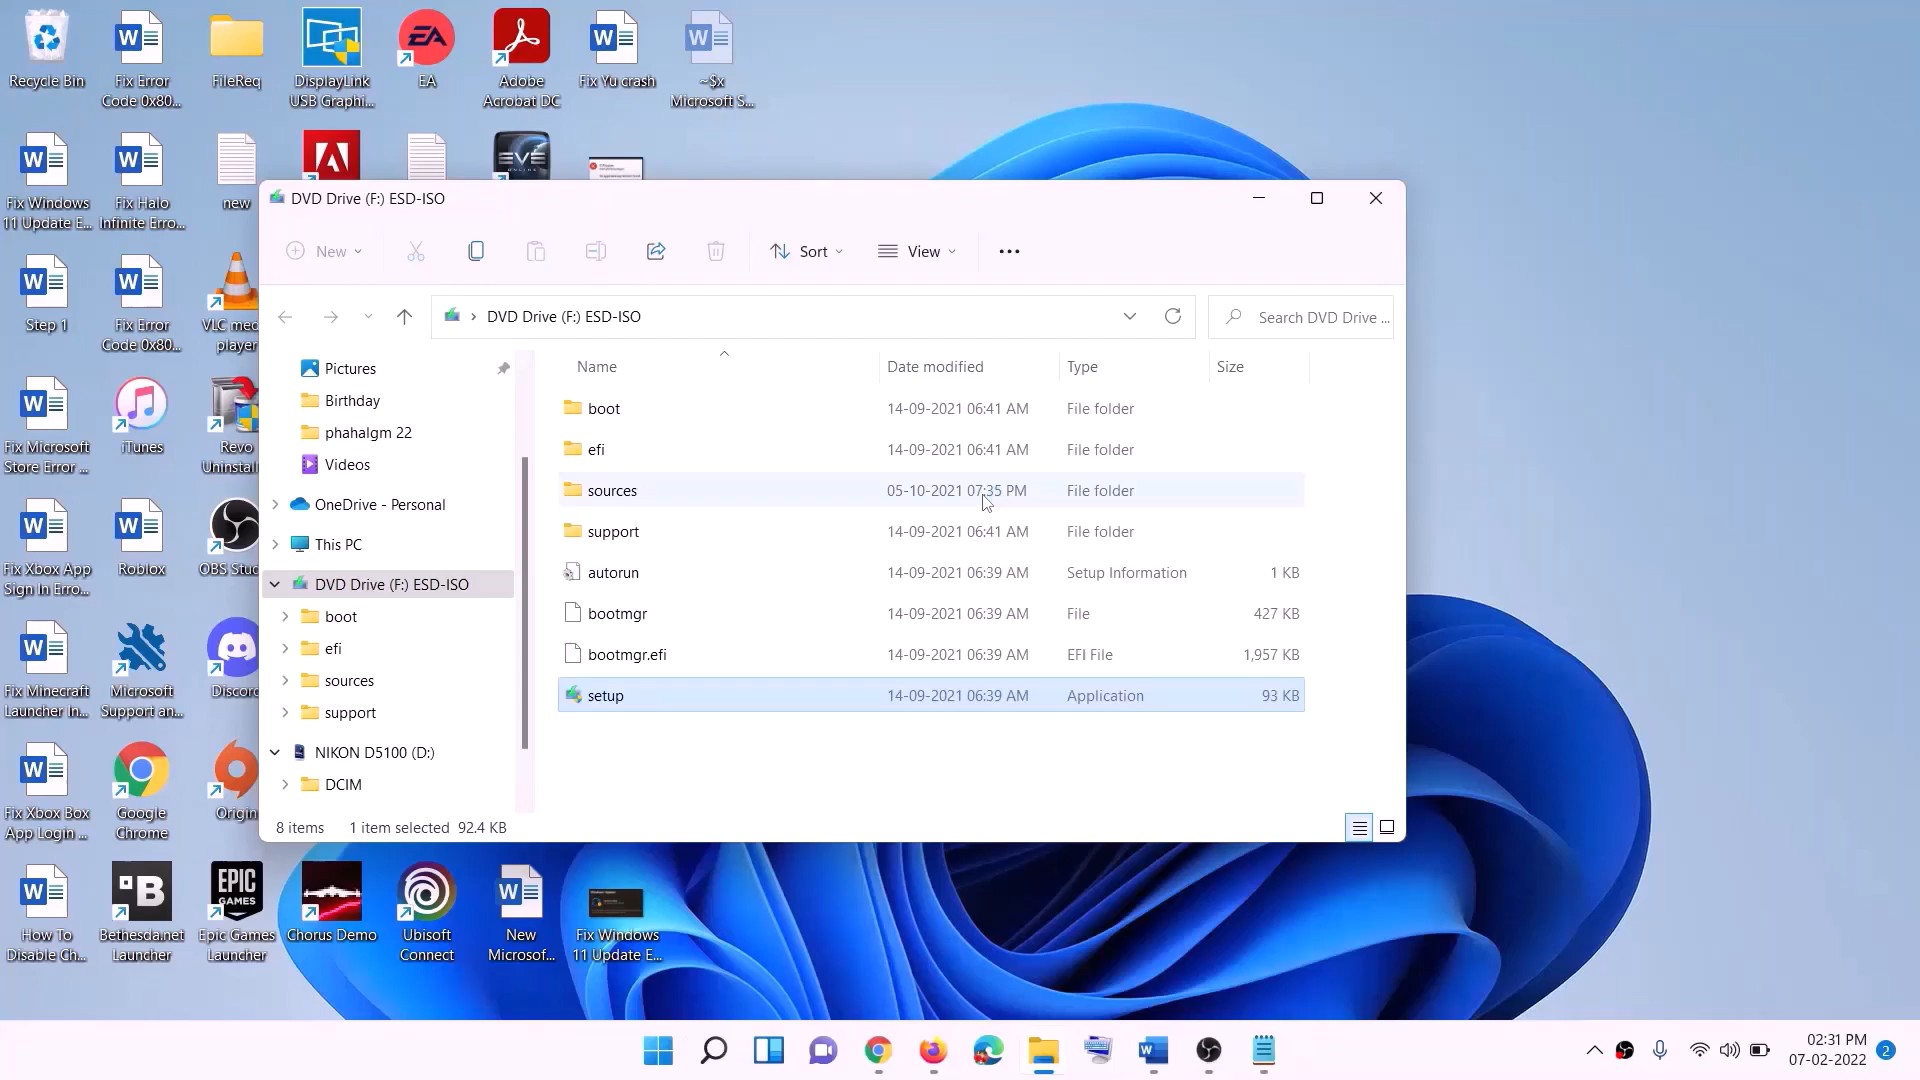 Recycle Bin
Fix Error
Code 0x80...
FileReq
DisplayLink
USB Graphi...
EA
Adobe
Acrobat DC
Fix Yu crash
~$x
Microsoft S...
Fix Windows
11 Update E...
Fix Halo
Infinite Erro...
new
Step 1
Fix Error
Code 0x80...
VLC med
player
Fix Microsoft
Store Error ...
iTunes
Revo
Uninstal
Fix Xbox App
Sign In Erro...
Roblox
OBS Stud
Fix Minecraft
Launcher In...
Microsoft
Support an...
Discord
Fix Xbox Box
App Login ...
Google
Chrome
Origin
How To
Disable Ch...
Bethesda.net
Launcher
Epic Games
Launcher
Chorus Demo
Ubisoft
Connect
New
Microsof...
Fix Windows
11 Update E...
EVE
EPIC
GAMES
DVD Drive (F:) ESD-ISO
New
Sort
View
DVD Drive (F:) ESD-ISO
Search DVD Drive ...
Pictures
Birthday
phahalgm 22
Videos
OneDrive - Personal
This PC
DVD Drive (F:) ESD-ISO
boot
efi
sources
support
NIKON D5100 (D:)
DCIM
Name Date modified Type Size
boot 14-09-2021 06:41 AM File folder
efi 14-09-2021 06:41 AM File folder
sources 05-10-2021 07:35 PM File folder
support 14-09-2021 06:41 AM File folder
autorun 14-09-2021 06:39 AM Setup Information 1 KB
bootmgr 14-09-2021 06:39 AM File 427 KB
bootmgr.efi 14-09-2021 06:39 AM EFI File 1,957 KB
setup 14-09-2021 06:39 AM Application 93 KB
8 items 1 item selected 92.4 KB
02:31 PM
07-02-2022
2